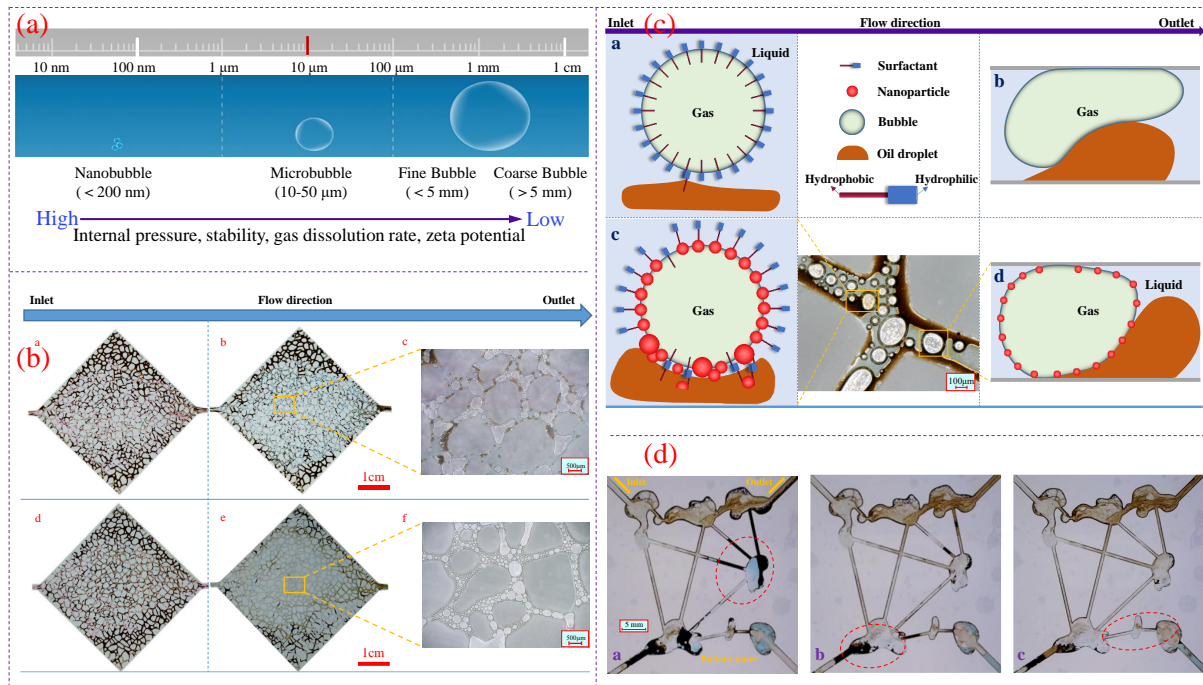 (a)
10 nm 100 nm 1 μm 10 μm 100 μm 1 mm 1 cm
Nanobubble Microbubble Fine Bubble Coarse Bubble
(< 200 nm) (10-50 μm) (< 5 mm) (> 5 mm)
High Low
Internal pressure, stability, gas dissolution rate, zeta potential
Inlet Flow direction Outlet
(b)
a b c
500μm
1cm
d e f
500μm
1cm
(c)
Inlet Flow direction Outlet
a
Liquid
Gas
Surfactant
Nanoparticle
Bubble
Oil droplet
Hydrophobic Hydrophilic
b
Gas
c
Gas
100μm
d
Liquid
Gas
(d)
Inlet Outlet
5 mm
a
b
c